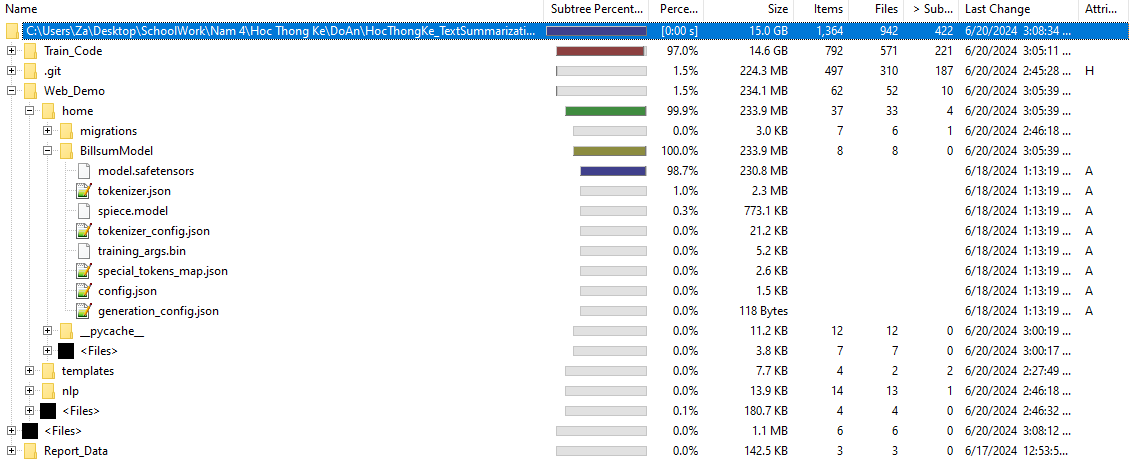 Name Subtree Percent... Perce... Size Items Files > Sub... Last Change Attri...
C:\Users\Za\Desktop\SchoolWork\Nam 4\Hoc Thong Ke\DoAn\HocThongKe_TextSummarizati... [0:00 s] 15.0 GB 1,364 942 422 6/20/2024 3:08:34 ...
Train_Code 97.0% 14.6 GB 792 571 221 6/20/2024 3:05:11 ...
.git 1.5% 224.3 MB 497 310 187 6/20/2024 2:45:28 ... H
Web_Demo 1.5% 234.1 MB 62 52 10 6/20/2024 3:05:39 ...
home 99.9% 233.9 MB 37 33 4 6/20/2024 3:05:39 ...
migrations 0.0% 3.0 KB 7 6 1 6/20/2024 2:46:18 ...
BillsumModel 100.0% 233.9 MB 8 8 0 6/20/2024 3:05:39 ...
model.safetensors 98.7% 230.8 MB 6/18/2024 1:13:19 ... A
tokenizer.json 1.0% 2.3 MB 6/18/2024 1:13:19 ... A
spiece.model 0.3% 773.1 KB 6/18/2024 1:13:19 ... A
tokenizer_config.json 0.0% 21.2 KB 6/18/2024 1:13:19 ... A
training_args.bin 0.0% 5.2 KB 6/18/2024 1:13:19 ... A
special_tokens_map.json 0.0% 2.6 KB 6/18/2024 1:13:19 ... A
config.json 0.0% 1.5 KB 6/18/2024 1:13:19 ... A
generation_config.json 0.0% 118 Bytes 6/18/2024 1:13:19 ... A
__pycache__ 0.0% 11.2 KB 12 12 0 6/20/2024 3:00:19 ...
<Files> 0.0% 3.8 KB 7 7 0 6/20/2024 3:00:17 ...
templates 0.0% 7.7 KB 4 2 2 6/20/2024 2:27:49 ...
nlp 0.0% 13.9 KB 14 13 1 6/20/2024 2:46:18 ...
<Files> 0.1% 180.7 KB 4 4 0 6/20/2024 2:46:32 ...
<Files> 0.0% 1.1 MB 6 6 0 6/20/2024 3:08:12 ...
Report_Data 0.0% 142.5 KB 3 3 0 6/17/2024 12:53:5...